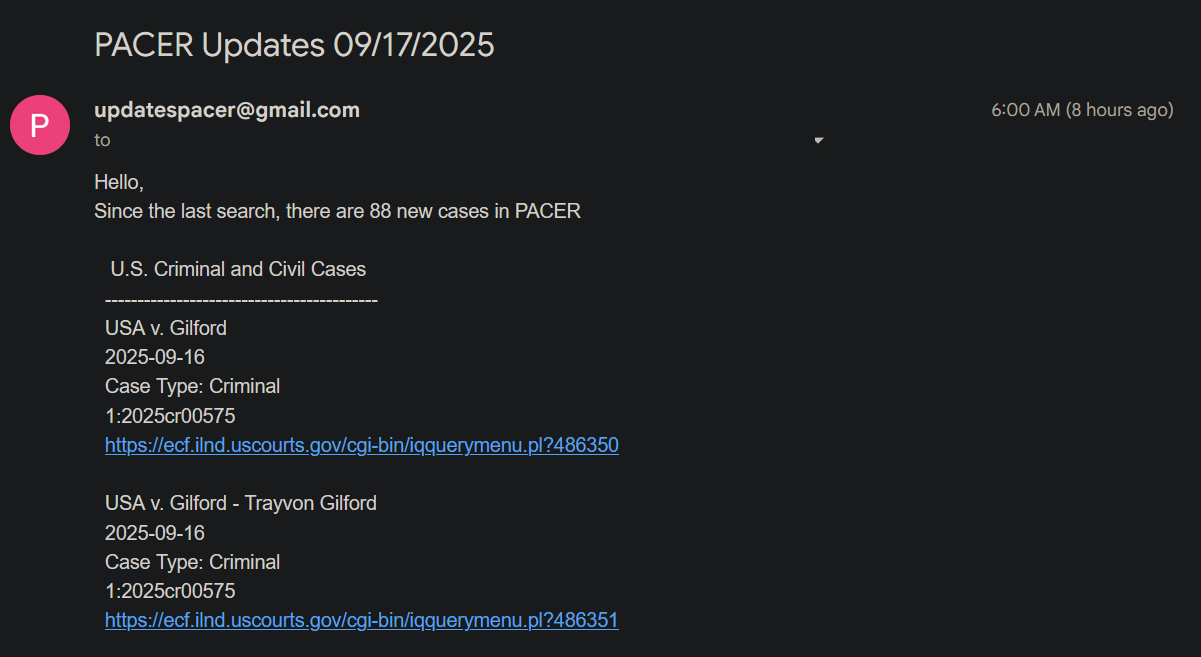 PACER Updates 09/17/2025
P
updatespacer@gmail.com
6:00 AM (8 hours ago)
to
Hello,
Since the last search, there are 88 new cases in PACER
U.S. Criminal and Civil Cases
------------------------------------------
USA v. Gilford
2025-09-16
Case Type: Criminal
1:2025cr00575
https://ecf.ilnd.uscourts.gov/cgi-bin/iqquerymenu.pl?486350
USA v. Gilford - Trayvon Gilford
2025-09-16
Case Type: Criminal
1:2025cr00575
https://ecf.ilnd.uscourts.gov/cgi-bin/iqquerymenu.pl?486351